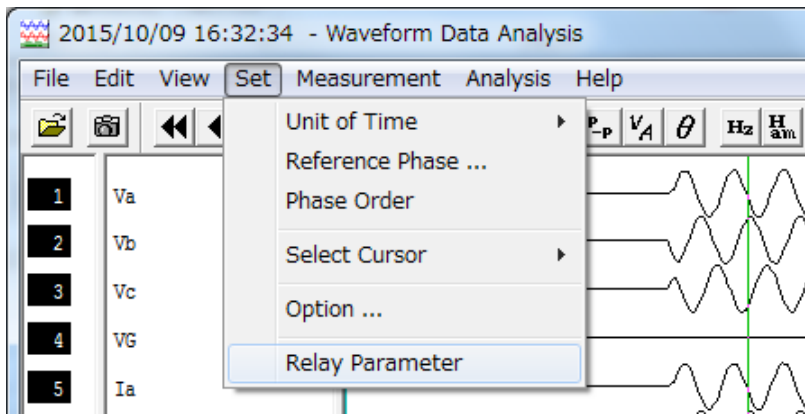 2015/10/09 16:32:34 - Waveform Data Analysis
File Edit View Set Measurement Analysis Help
P-P VA θ Hz Ham
Unit of Time
Reference Phase ...
Phase Order
Select Cursor
Option ...
Relay Parameter
1 Va
2 Vb
3 Vc
4 VG
5 Ia